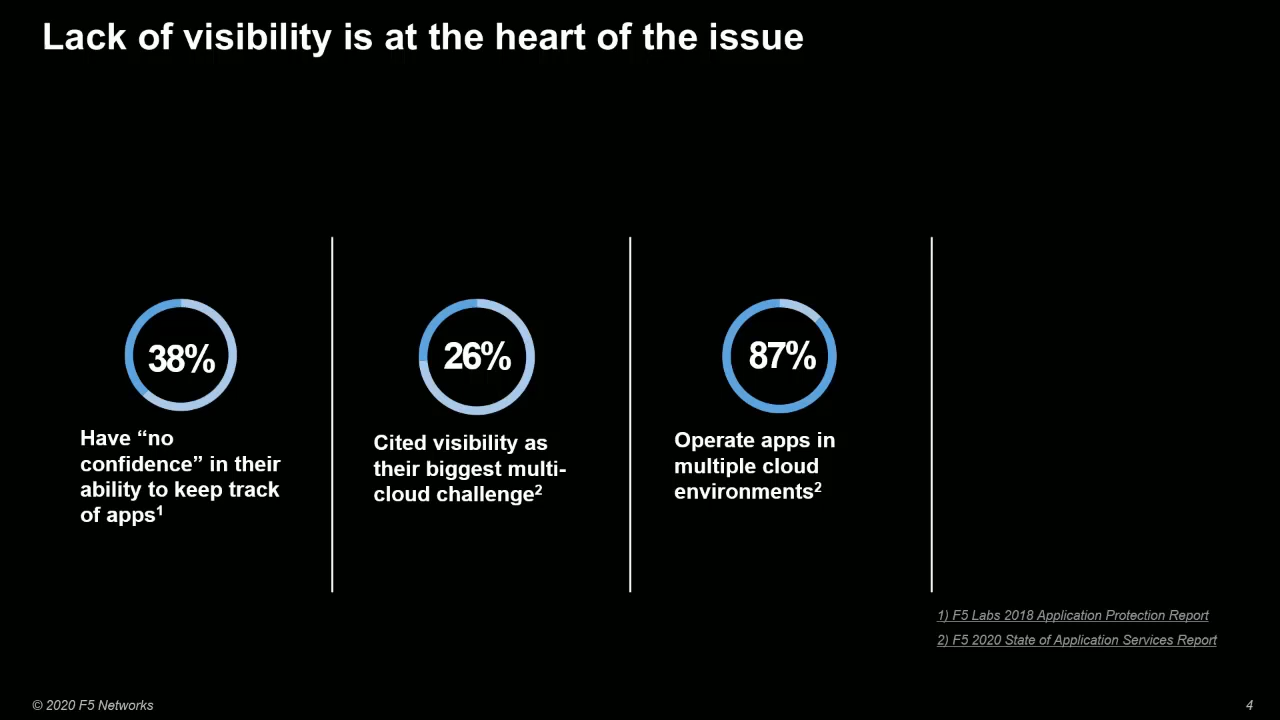 Lack of visibility is at the heart of the issue
38%
Have “no
confidence” in their
ability to keep track
of apps¹
26%
Cited visibility as
their biggest multi-
cloud challenge²
87%
Operate apps in
multiple cloud
environments²
1) F5 Labs 2018 Application Protection Report
2) F5 2020 State of Application Services Report
© 2020 F5 Networks
4